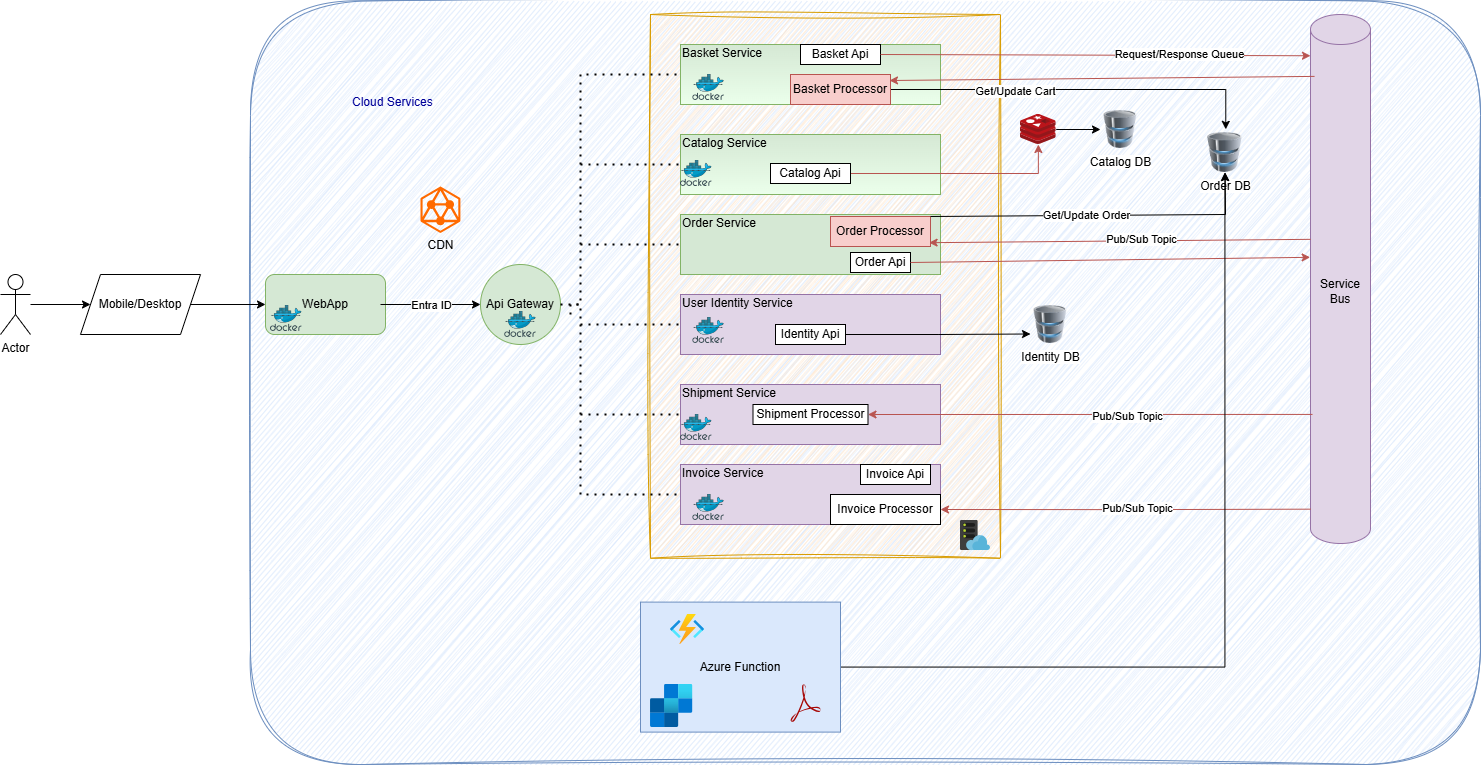 Cloud Services
CDN
Actor
Mobile/Desktop
WebApp
docker
Entra ID
Api Gateway
docker
Basket Service
Basket Api
docker
Basket Processor
Request/Response Queue
Get/Update Cart
Catalog Service
docker
Catalog Api
Catalog DB
Order DB
Order Service
Order Processor
Order Api
Get/Update Order
Pub/Sub Topic
User Identity Service
docker
Identity Api
Identity DB
Service
Bus
Shipment Service
docker
Shipment Processor
Pub/Sub Topic
Invoice Service
Invoice Api
docker
Invoice Processor
Pub/Sub Topic
Azure Function